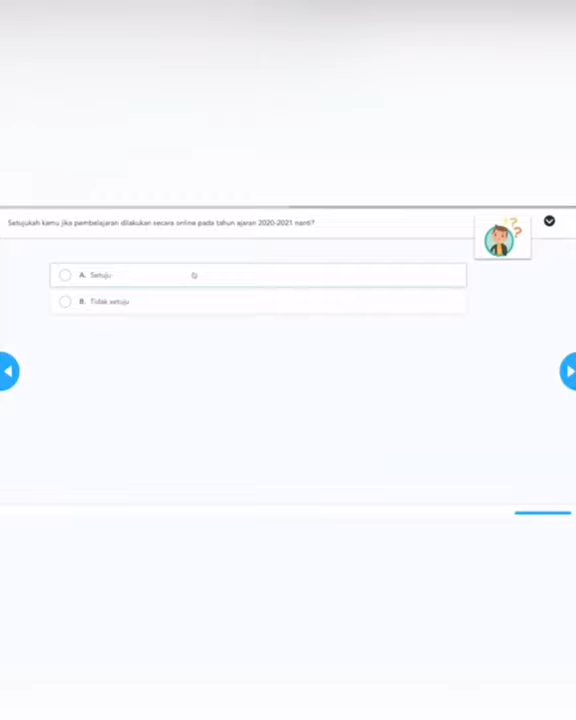 Setujukah kamu jika pembelajaran dilakukan secara online pada tahun ajaran 2020-2021 nanti?
A. Setuju
B. Tidak setuju